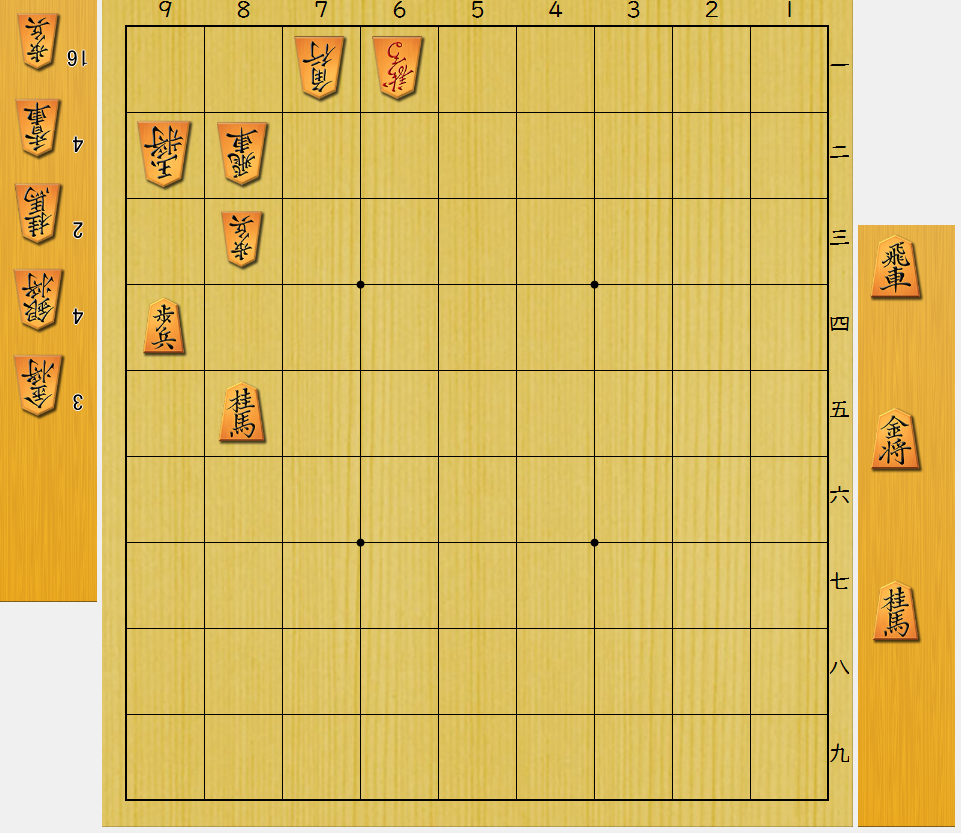 歩兵 16
香車 4
桂馬 2
銀将 4
金将 3
9 8 7 6 5 4 3 2 1
角行 龍馬 一
玉将 飛車 二
歩兵 三
歩兵 四
桂馬 五
六
七
八
九
飛車
金将
桂馬